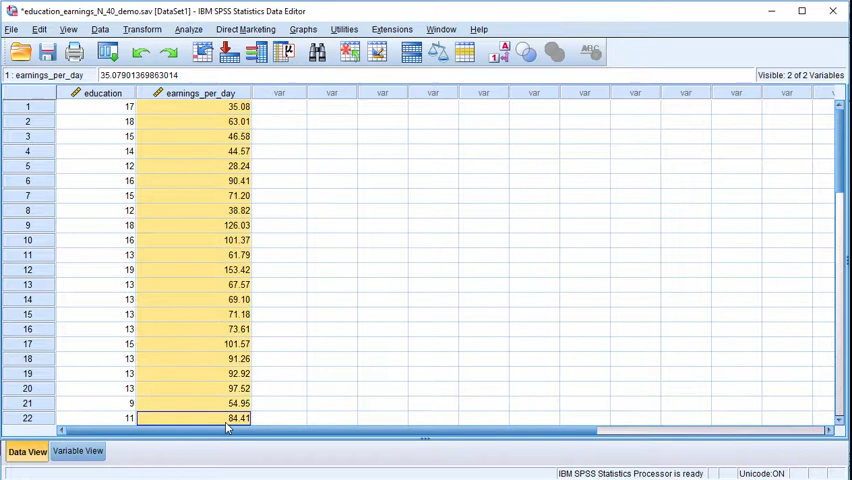 *education_earnings_N_40_demo.sav [DataSet1] - IBM SPSS Statistics Data Editor
File Edit View Data Transform Analyze Direct Marketing Graphs Utilities Extensions Window Help
1 : earnings_per_day 35.07901369863014 Visible: 2 of 2 Variables
education earnings_per_day var var var var var var var var var var var
1 17 35.08
2 18 63.01
3 15 46.58
4 14 44.57
5 12 28.24
6 16 90.41
7 15 71.20
8 12 38.82
9 18 126.03
10 16 101.37
11 13 61.79
12 19 153.42
13 13 67.57
14 13 69.10
15 13 71.18
16 13 73.61
17 15 101.57
18 13 91.26
19 13 92.92
20 13 97.52
21 9 54.95
22 11 84.41
Data View Variable View
IBM SPSS Statistics Processor is ready Unicode:ON